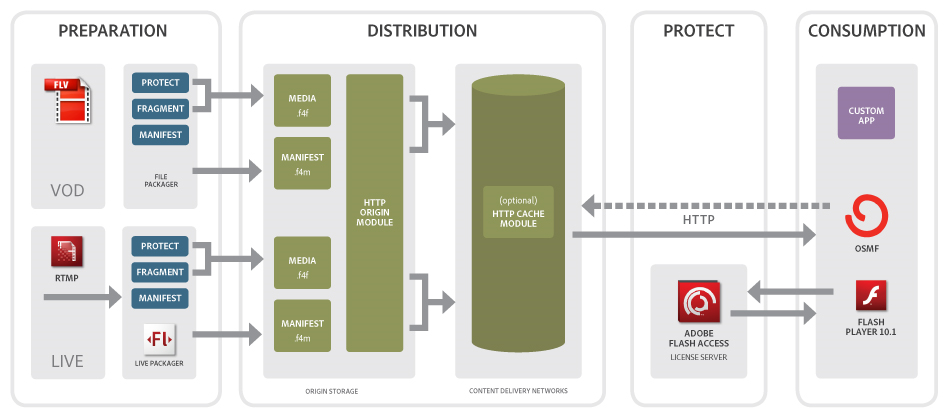 PREPARATION
DISTRIBUTION
PROTECT
CONSUMPTION
FLV
VOD
PROTECT
FRAGMENT
MANIFEST
FILE
PACKAGER
RTMP
LIVE
PROTECT
FRAGMENT
MANIFEST
Fl
LIVE PACKAGER
MEDIA
.f4f
MANIFEST
.f4m
MEDIA
.f4f
MANIFEST
.f4m
HTTP
ORIGIN
MODULE
ORIGIN STORAGE
(optional)
HTTP CACHE
MODULE
CONTENT DELIVERY NETWORKS
HTTP
ADOBE
FLASH ACCESS
LICENSE SERVER
CUSTOM
APP
OSMF
FLASH
PLAYER 10.1